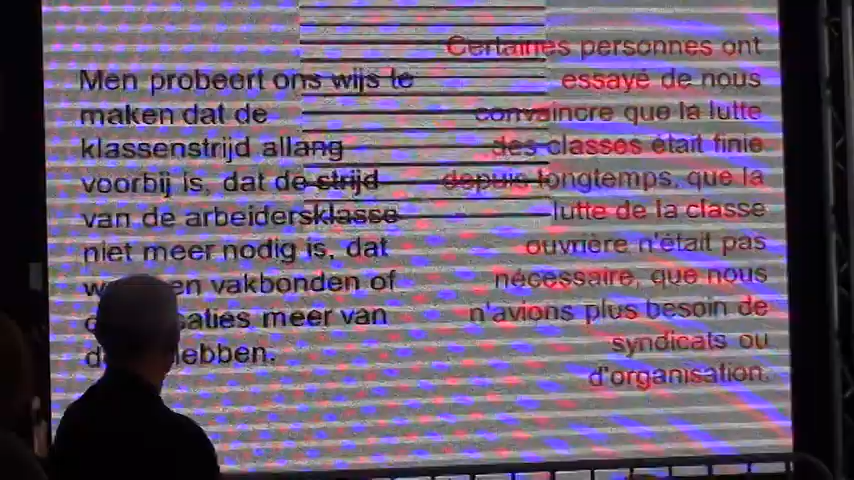 Men probeert ons wijs te
maken dat de
klassenstrijd allang
voorbij is, dat de strijd
van de arbeidersklasse
niet meer nodig is, dat
en vakbonden of
meer van
hebben.
Certaines personnes ont
essayé de nous
convaincre que la lutte
des classes était finie
depuis longtemps, que la
lutte de la classe
ouvrière n'était pas
nécessaire, que nous
n'avions plus besoin de
syndicats ou
d'organisation.